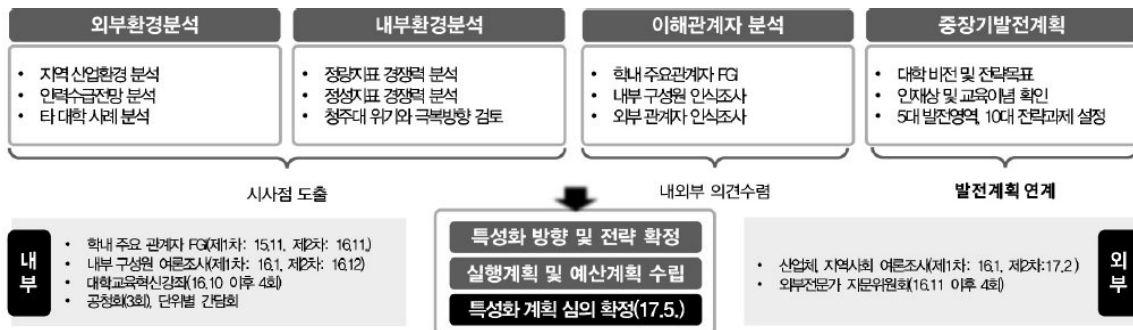 외부환경분석
• 지역 산업환경 분석
• 인력수급전망 분석
• 타 대학 사례 분석
내부환경분석
• 정량지표 경쟁력 분석
• 정성지표 경쟁력 분석
• 청주대 위기와 극복방향 검토
이해관계자 분석
• 학내 주요관계자 FGI
• 내부 구성원 인식조사
• 외부 관계자 인식조사
중장기발전계획
• 대학 비전 및 전략목표
• 인재상 및 교육이념 확인
• 5대 발전영역, 10대 전략과제 설정
시사점 도출
내외부 의견수렴
발전계획 연계
내부
• 학내 주요 관계자 FGI(제1차: 15.11, 제2차: 16.11.)
• 내부 구성원 여론조사(제1차: 16.1, 제2차: 16.12)
• 대학교육혁신강좌(16.10 이후 4회)
• 공청회(3회), 단위별 간담회
특성화 방향 및 전략 확정
실행계획 및 예산계획 수립
특성화 계획 심의 확정(17.5.)
• 산업체, 지역사회 여론조사(제1차: 16.1, 제2차:17.2)
• 외부전문가 자문위원회(16.11 이후 4회)
외부